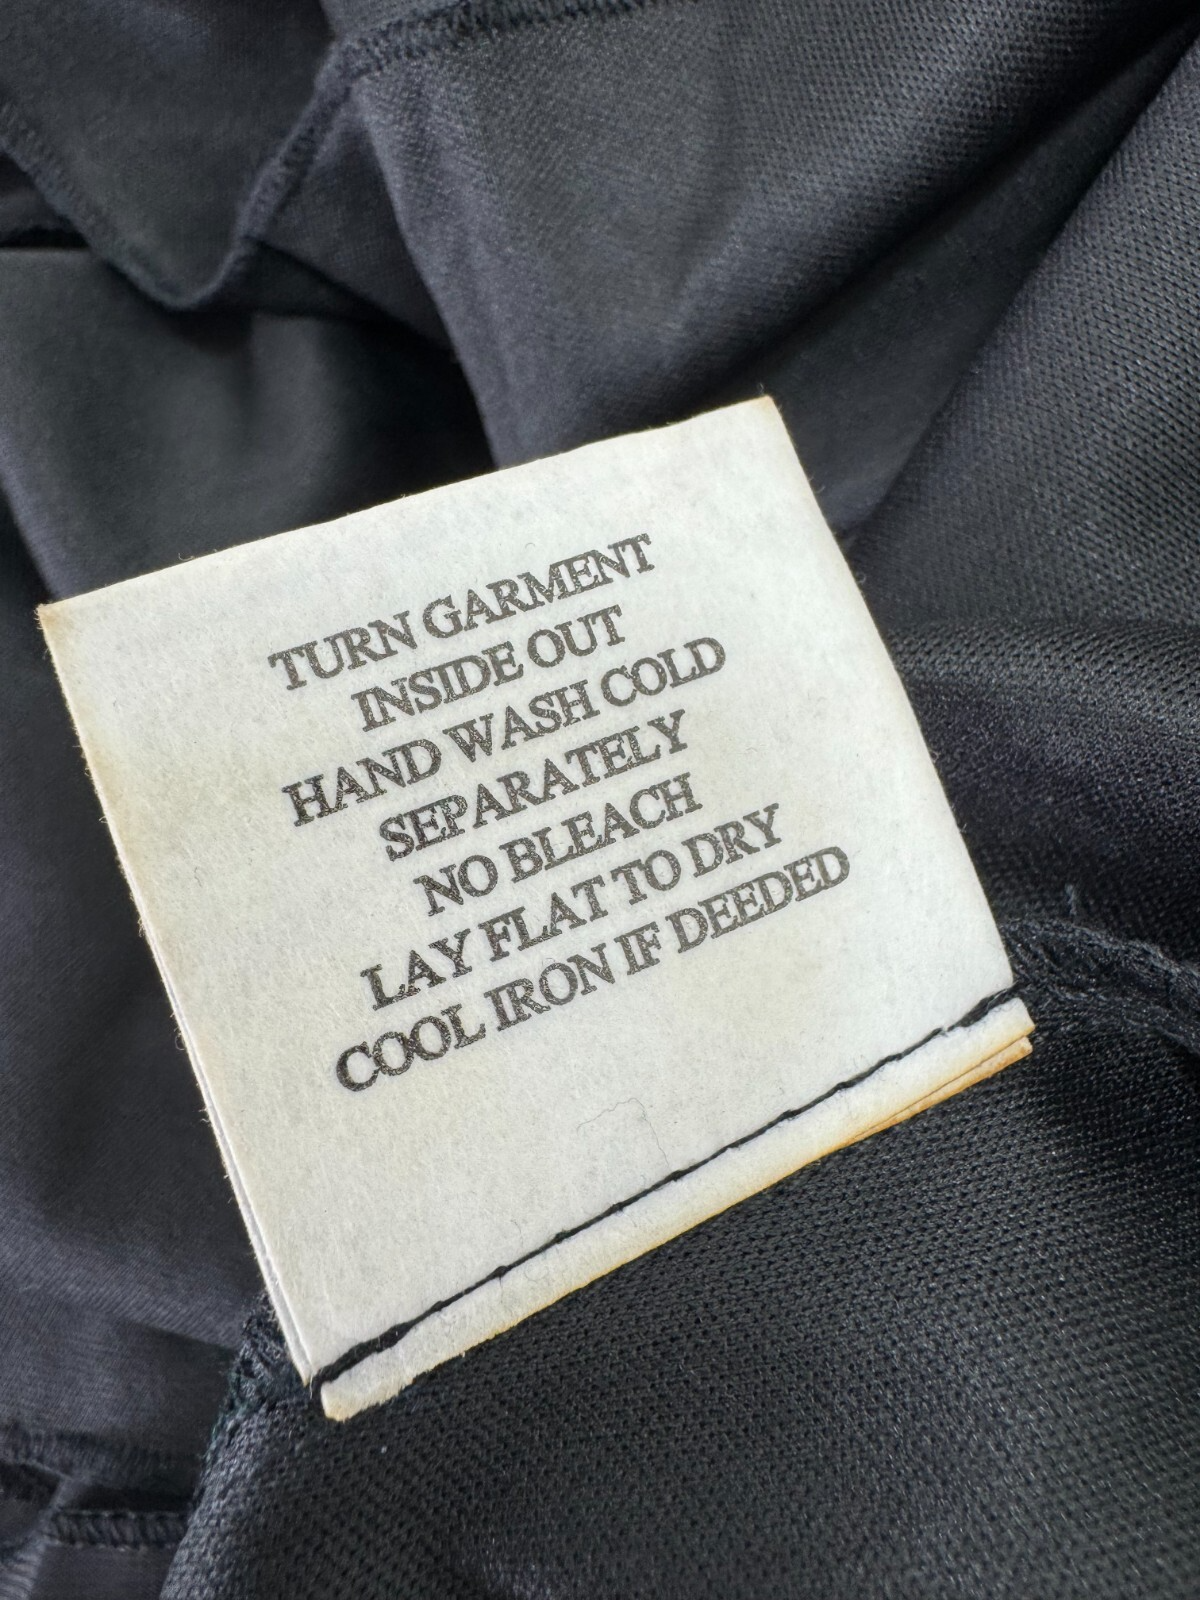 TURN GARMENT
INSIDE OUT
HAND WASH COLD
SEPARATELY
NO BLEACH
LAY FLAT TO DRY
COOL IRON IF DEEDED